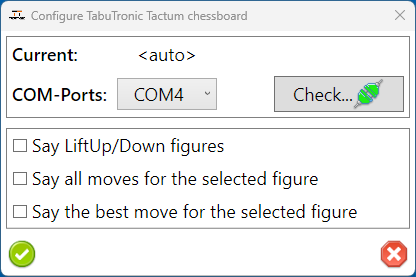 Configure TabuTronic Tactum chessboard
Current: <auto>
COM-Ports: COM4 Check...
Say LiftUp/Down figures
Say all moves for the selected figure
Say the best move for the selected figure